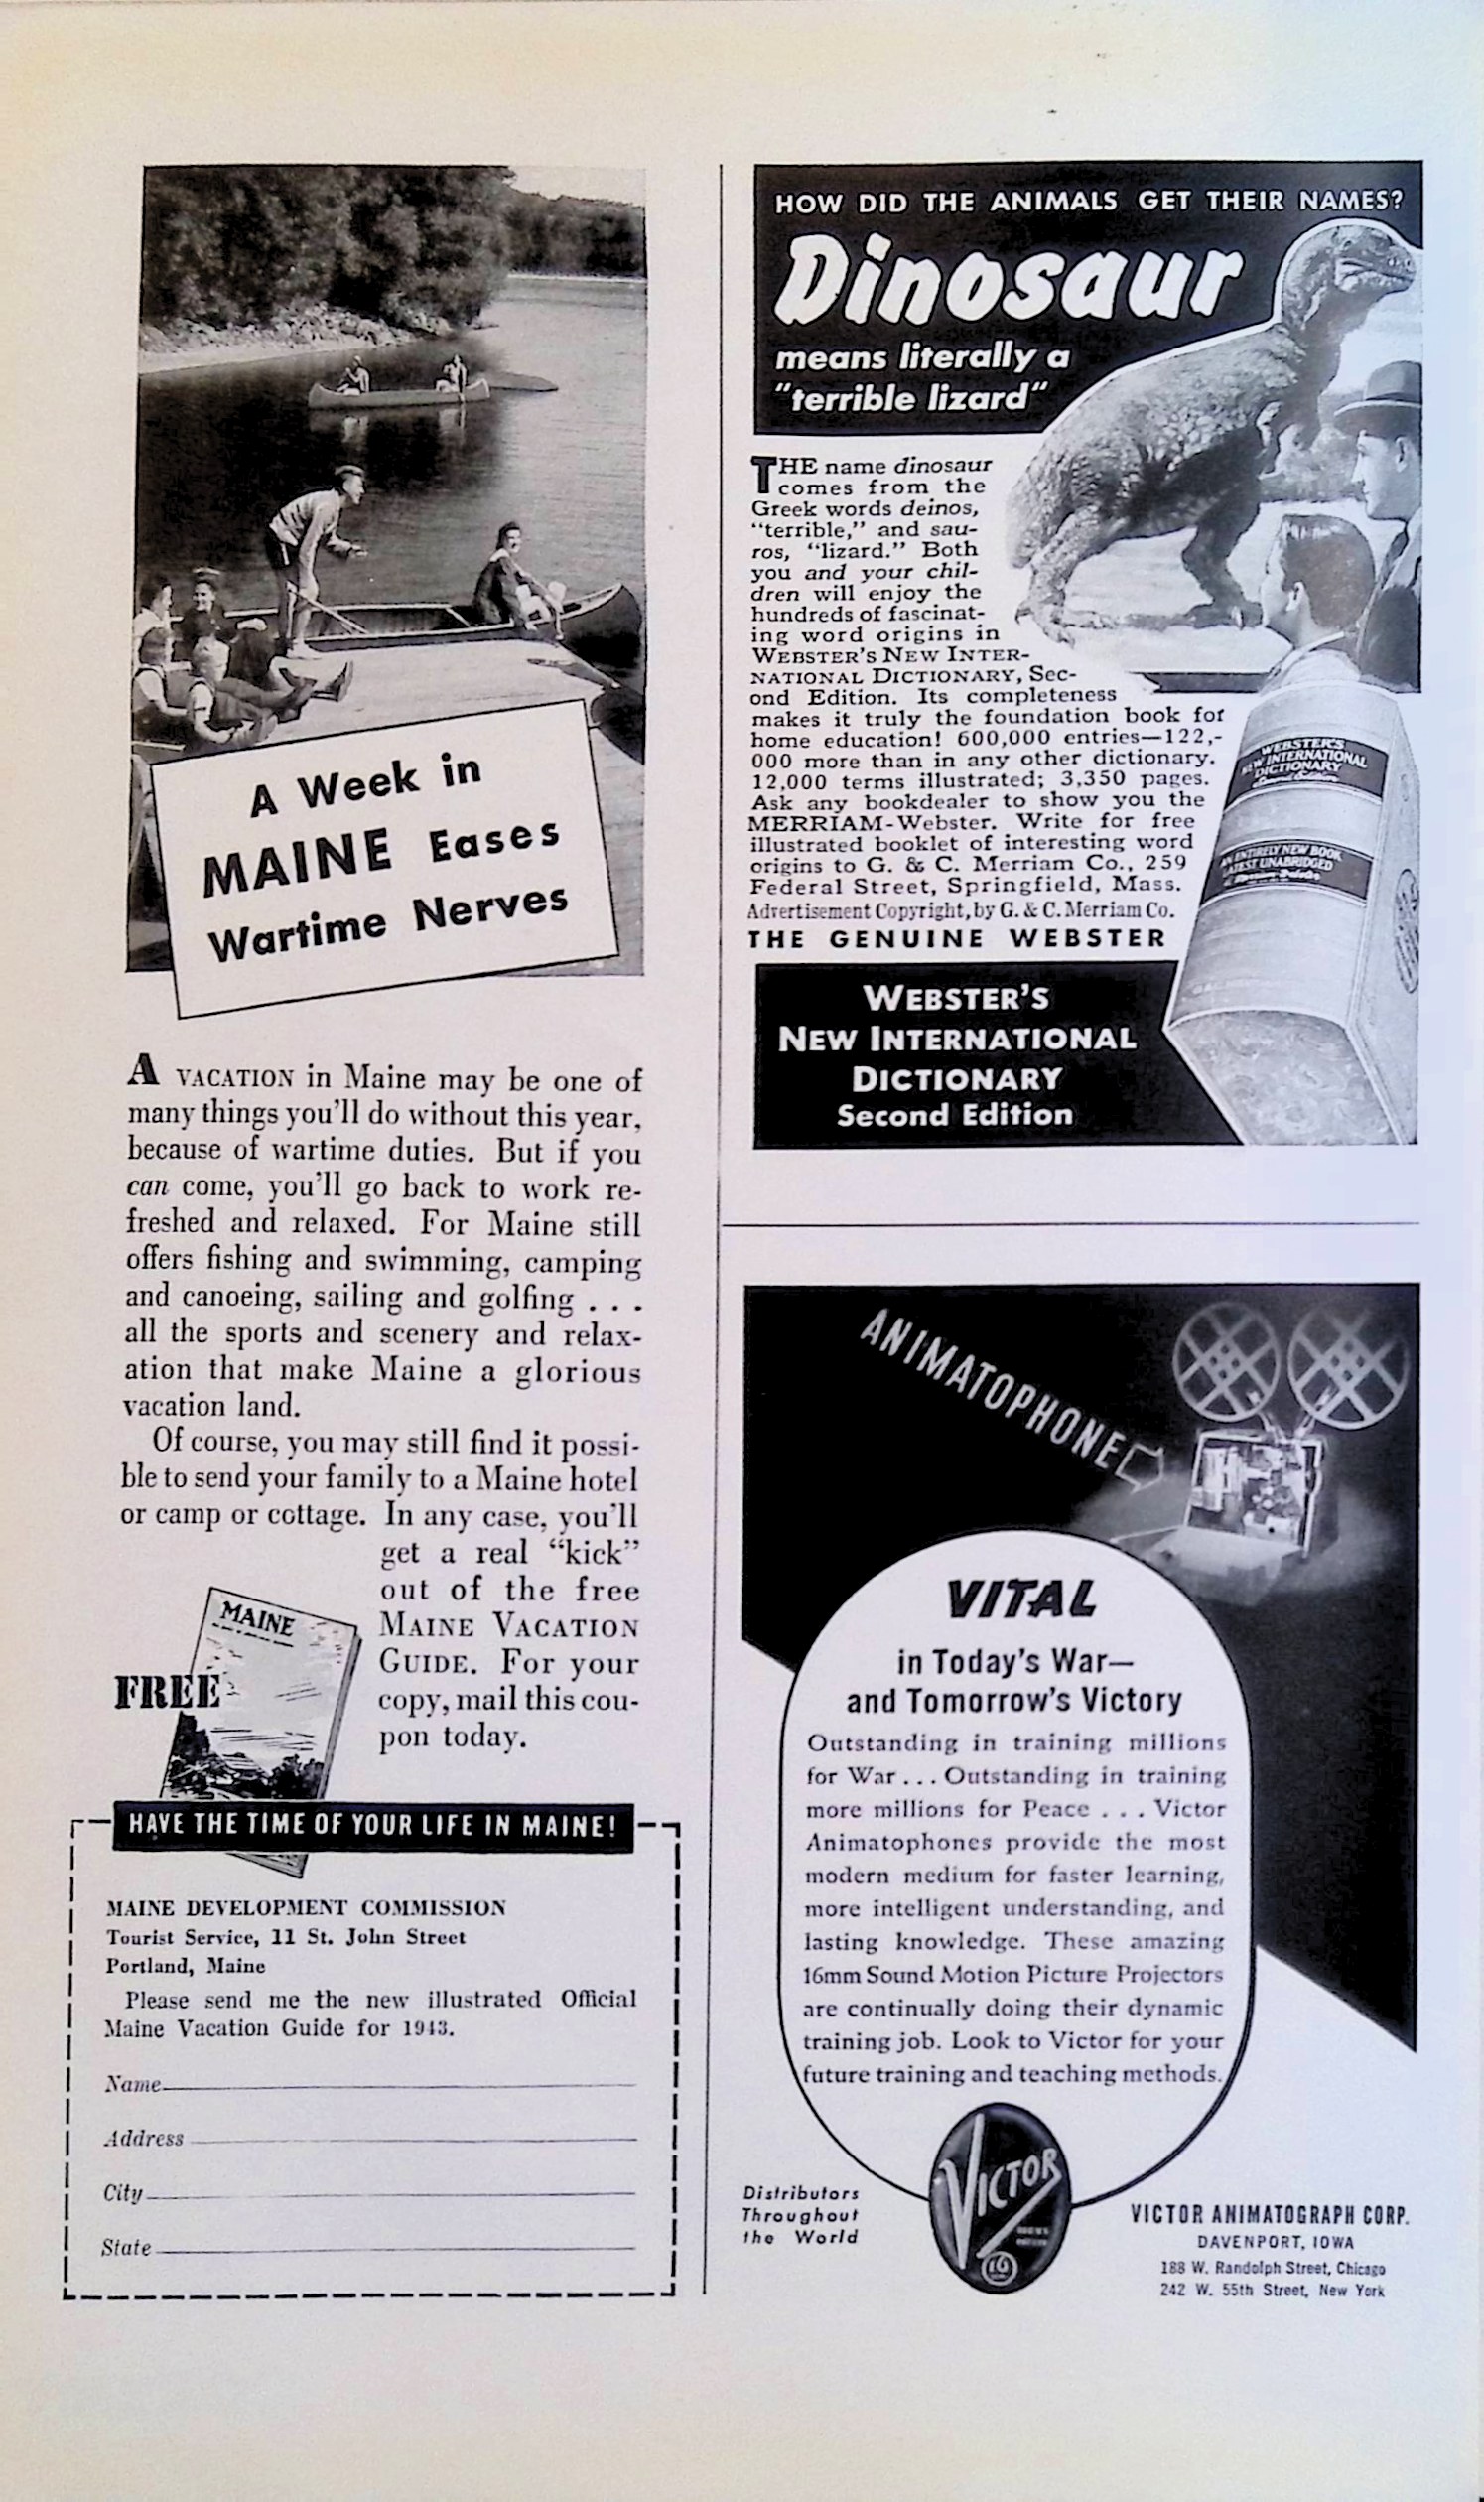 A Week in
MAINE Eases
Wartime Nerves
A VACATION in Maine may be one of
many things you'll do without this year,
because of wartime duties. But if you
can come, you'll go back to work re-
freshed and relaxed. For Maine still
offers fishing and swimming, camping
and canoeing, sailing and golfing . . .
all the sports and scenery and relax-
ation that make Maine a glorious
vacation land.
Of course, you may still find it possi-
ble to send your family to a Maine hotel
or camp or cottage. In any case, you'll
get a real "kick"
out of the free
MAINE VACATION
GUIDE. For your
copy, mail this cou-
pon today.
MAINE
FREE
HAVE THE TIME OF YOUR LIFE IN MAINE!
MAINE DEVELOPMENT COMMISSION
Tourist Service, 11 St. John Street
Portland, Maine
Please send me the new illustrated Official
Maine Vacation Guide for 1943.
Name
Address
City
State
HOW DID THE ANIMALS GET THEIR NAMES?
Dinosaur
means literally a
"terrible lizard"
THE name dinosaur
comes from the
Greek words deinos,
"terrible," and sau-
ros, "lizard." Both
you and your chil-
dren will enjoy the
hundreds of fascinat-
ing word origins in
WEBSTER'S NEW INTER-
NATIONAL DICTIONARY, Sec-
ond Edition. Its completeness
makes it truly the foundation book for
home education! 600,000 entries—122,-
000 more than in any other dictionary.
12,000 terms illustrated; 3,350 pages.
Ask any bookdealer to show you the
MERRIAM-Webster. Write for free
illustrated booklet of interesting word
origins to G. & C. Merriam Co., 259
Federal Street, Springfield, Mass.
Advertisement Copyright, by G. & C. Merriam Co.
THE GENUINE WEBSTER
WEBSTER'S
NEW INTERNATIONAL
DICTIONARY
Second Edition
AN ENTIRELY NEW BOOK
LATEST UNABRIDGED
WEBSTER'S
NEW INTERNATIONAL
DICTIONARY
Second Edition
ANIMATOPHONE
VITAL
in Today's War—
and Tomorrow's Victory
Outstanding in training millions
for War . . . Outstanding in training
more millions for Peace . . . Victor
Animatophones provide the most
modern medium for faster learning,
more intelligent understanding, and
lasting knowledge. These amazing
16mm Sound Motion Picture Projectors
are continually doing their dynamic
training job. Look to Victor for your
future training and teaching methods.
Distributors
Throughout
the World
VICTOR
16
VICTOR ANIMATOGRAPH CORP.
DAVENPORT, IOWA
188 W. Randolph Street, Chicago
242 W. 55th Street, New York